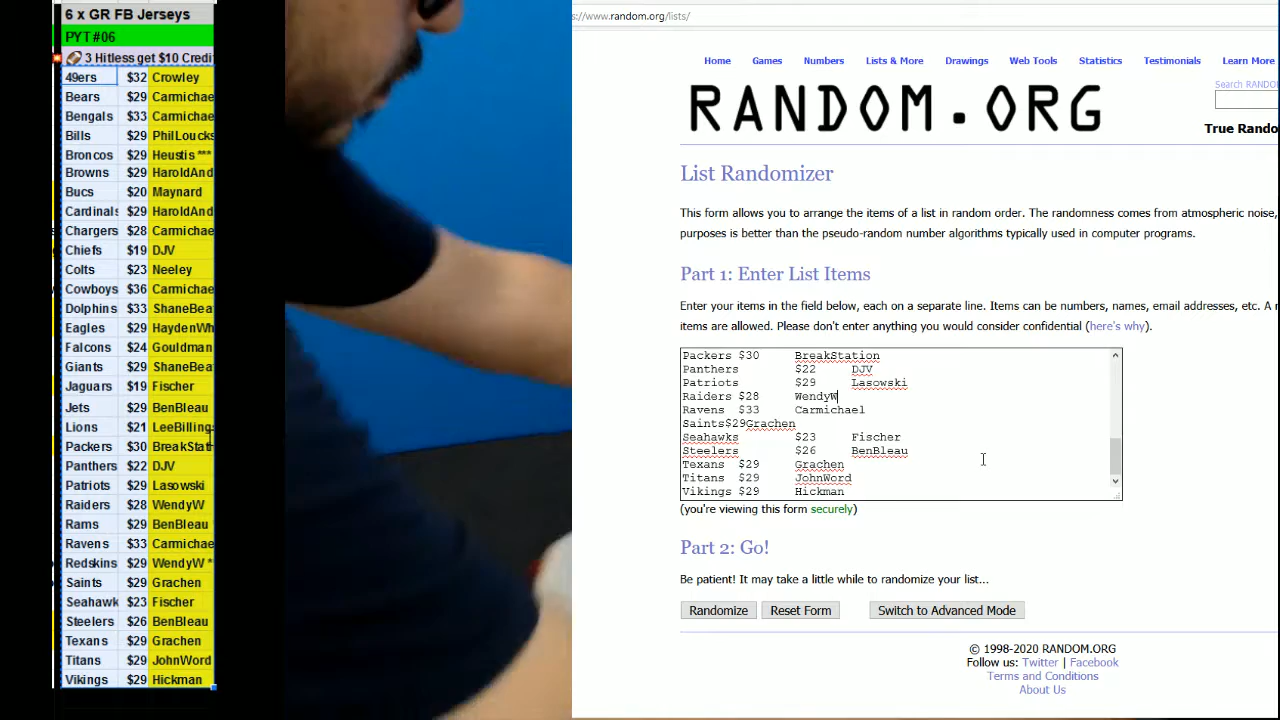 6 x GR FB Jerseys
PYT #06
3 Hitless get $10 Credi
49ers $32 Crowley
Bears $29 Carmichae
Bengals $33 Carmichae
Bills $29 PhilLoucks
Broncos $29 Heustis ***
Browns $29 HaroldAnd
Bucs $20 Maynard
Cardinals $29 HaroldAnd
Chargers $28 Carmichae
Chiefs $19 DJV
Colts $23 Neeley
Cowboys $36 Carmichae
Dolphins $33 ShaneBea
Eagles $29 HaydenWh
Falcons $24 Gouldman
Giants $29 ShaneBea
Jaguars $19 Fischer
Jets $29 BenBleau
Lions $21 LeeBillings
Packers $30 BreakStati
Panthers $22 DJV
Patriots $29 Lasowski
Raiders $28 WendyW
Rams $29 BenBleau
Ravens $33 Carmichae
Redskins $29 WendyW *
Saints $29 Grachen
Seahawk $23 Fischer
Steelers $26 BenBleau
Texans $29 Grachen
Titans $29 JohnWord
Vikings $29 Hickman
s://www.random.org/lists/
Home Games Numbers Lists & More Drawings Web Tools Statistics Testimonials Learn More
Search RANDO
RANDOM.ORG
True Rando
List Randomizer
This form allows you to arrange the items of a list in random order. The randomness comes from atmospheric noise,
purposes is better than the pseudo-random number algorithms typically used in computer programs.
Part 1: Enter List Items
Enter your items in the field below, each on a separate line. Items can be numbers, names, email addresses, etc. A
items are allowed. Please don't enter anything you would consider confidential (here's why).
Packers $30 BreakStation
Panthers $22 DJV
Patriots $29 Lasowski
Raiders $28 WendyW
Ravens $33 Carmichael
Saints$29Grachen
Seahawks $23 Fischer
Steelers $26 BenBleau
Texans $29 Grachen
Titans $29 JohnWord
Vikings $29 Hickman
(you're viewing this form securely)
Part 2: Go!
Be patient! It may take a little while to randomize your list...
Randomize Reset Form Switch to Advanced Mode
© 1998-2020 RANDOM.ORG
Follow us: Twitter | Facebook
Terms and Conditions
About Us